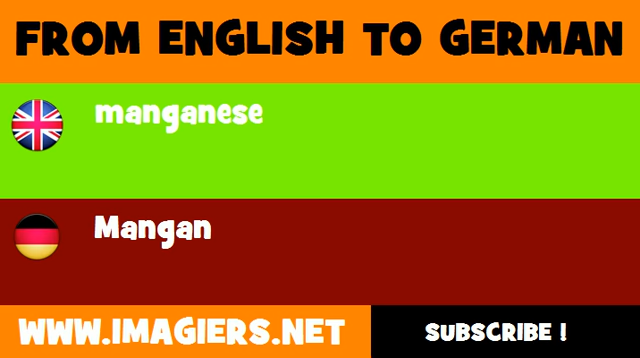 FROM ENGLISH TO GERMAN
manganese
Mangan
WWW.IMAGIERS.NET
SUBSCRIBE !